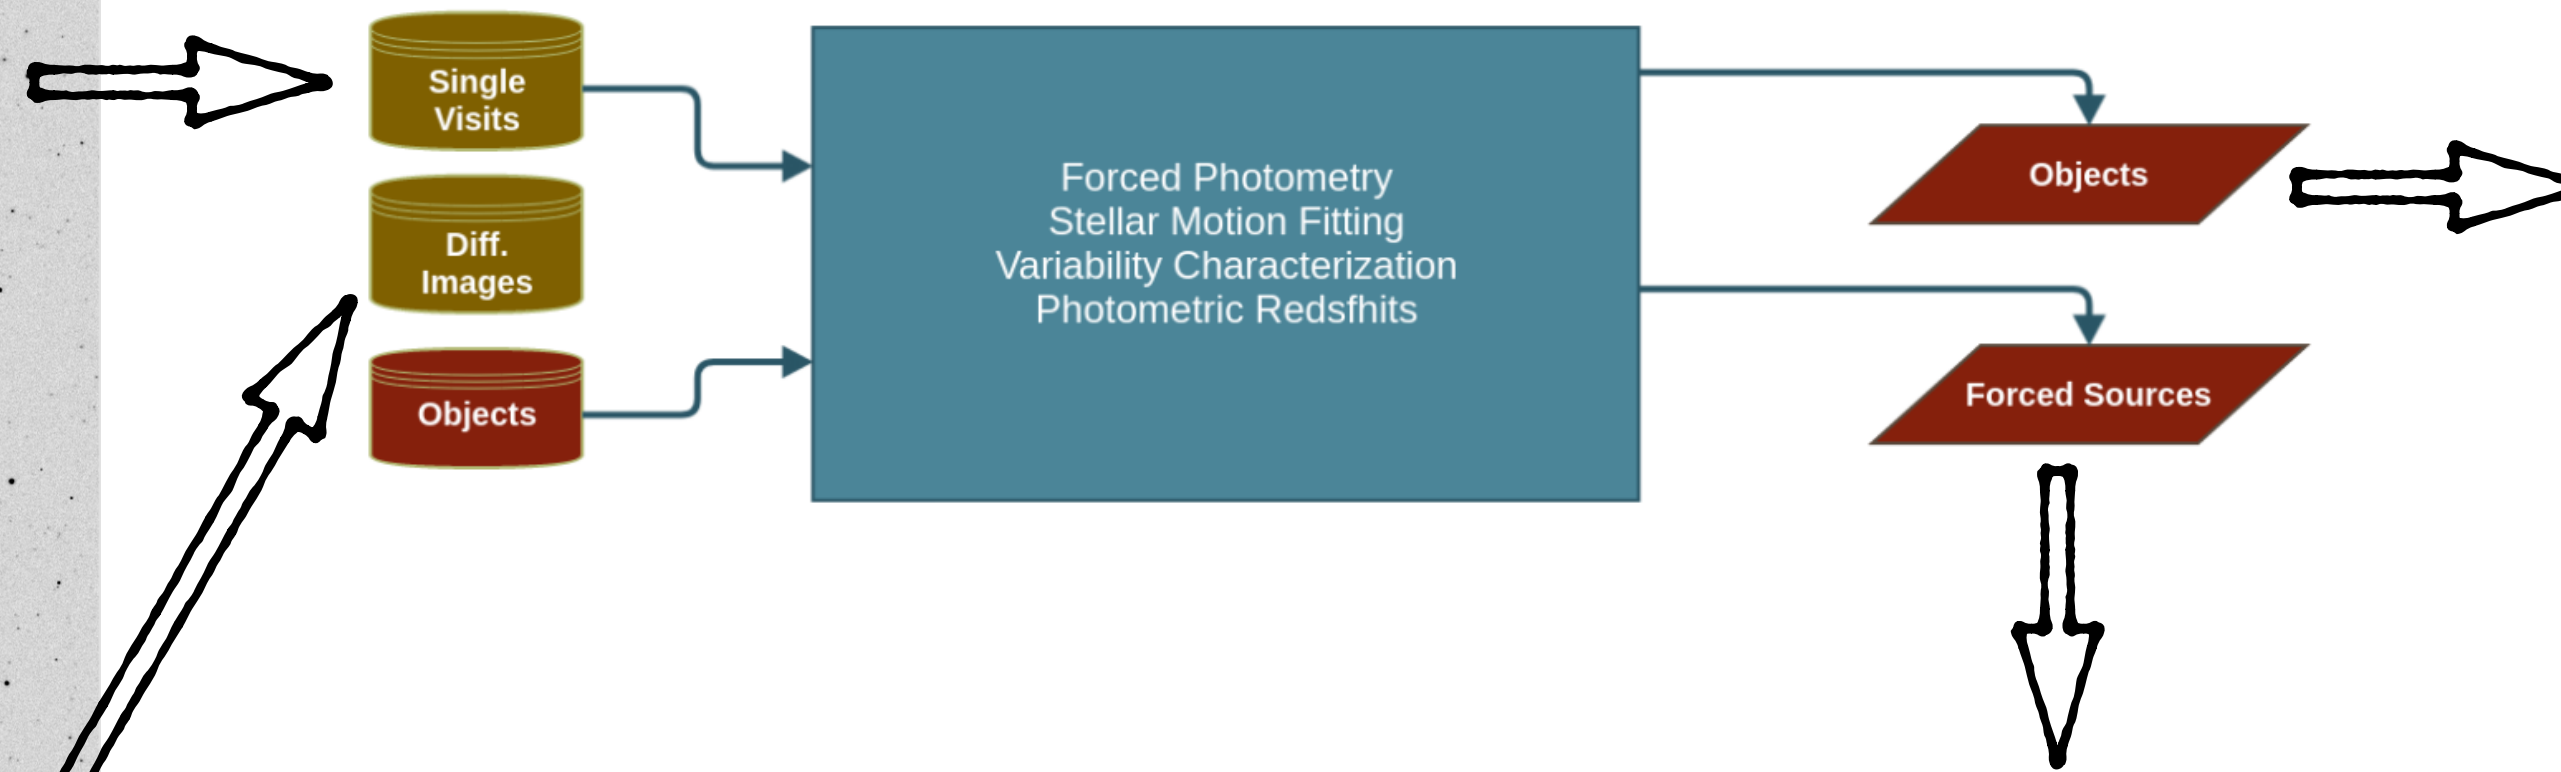 Single
Visits
Diff.
Images
Objects
Forced Photometry
Stellar Motion Fitting
Variability Characterization
Photometric Redsfhits
Objects
Forced Sources